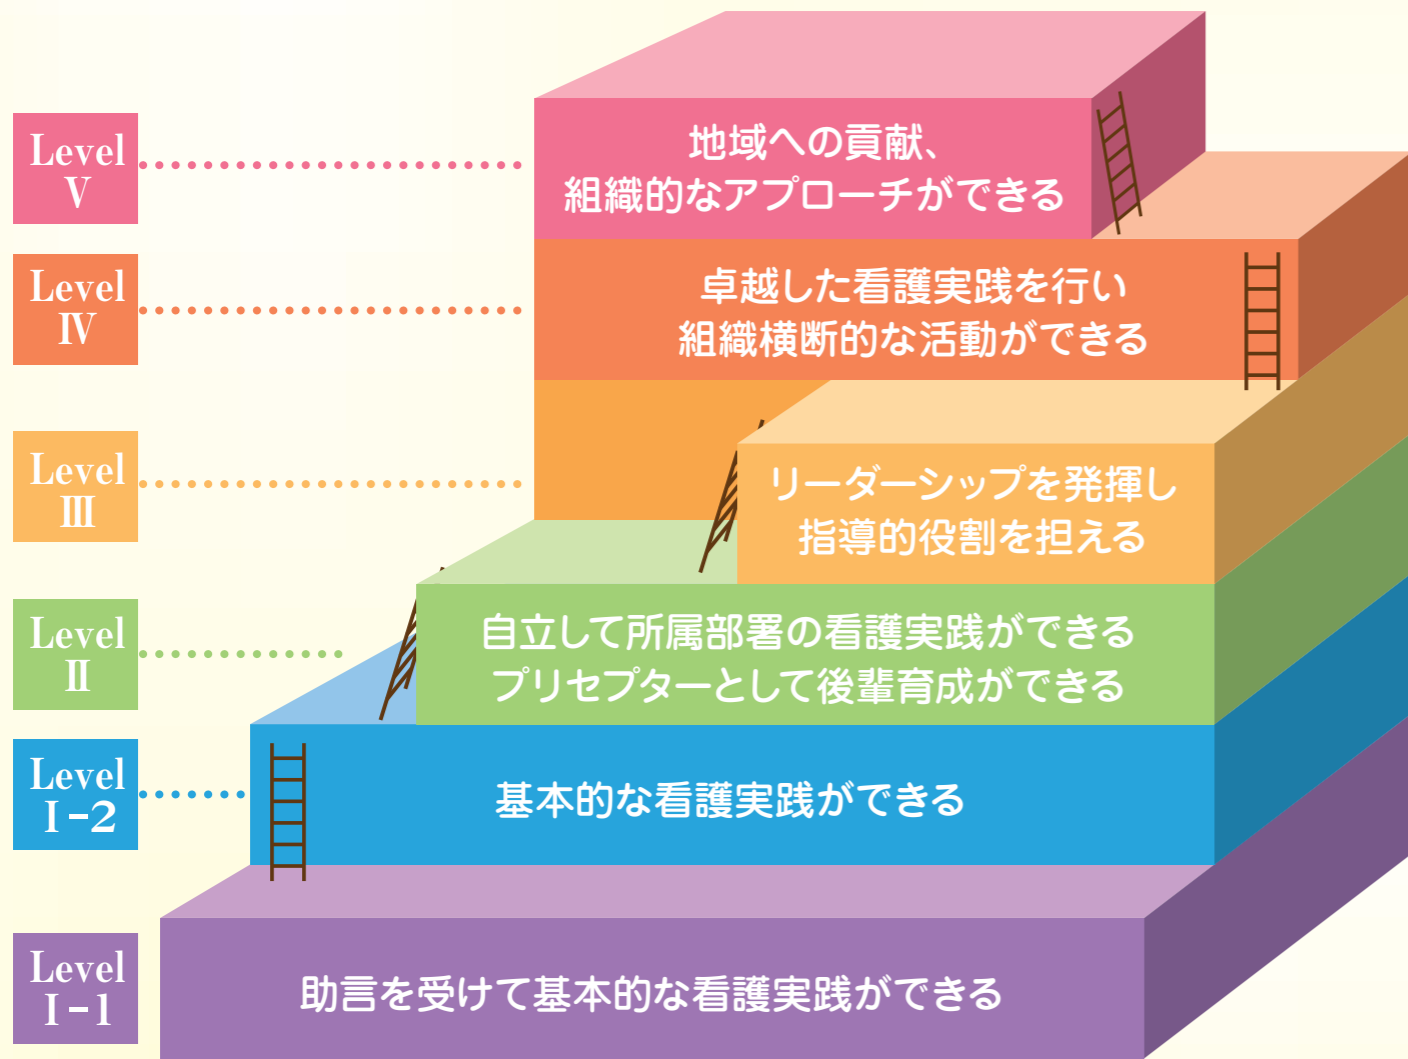 Level
V
地域への貢献、
組織的なアプローチができる
Level
IV
卓越した看護実践を行い
組織横断的な活動ができる
Level
III
リーダーシップを発揮し
指導的役割を担える
Level
II
自立して所属部署の看護実践ができる
プリセプターとして後輩育成ができる
Level
I-2
基本的な看護実践ができる
Level
I-1
助言を受けて基本的な看護実践ができる